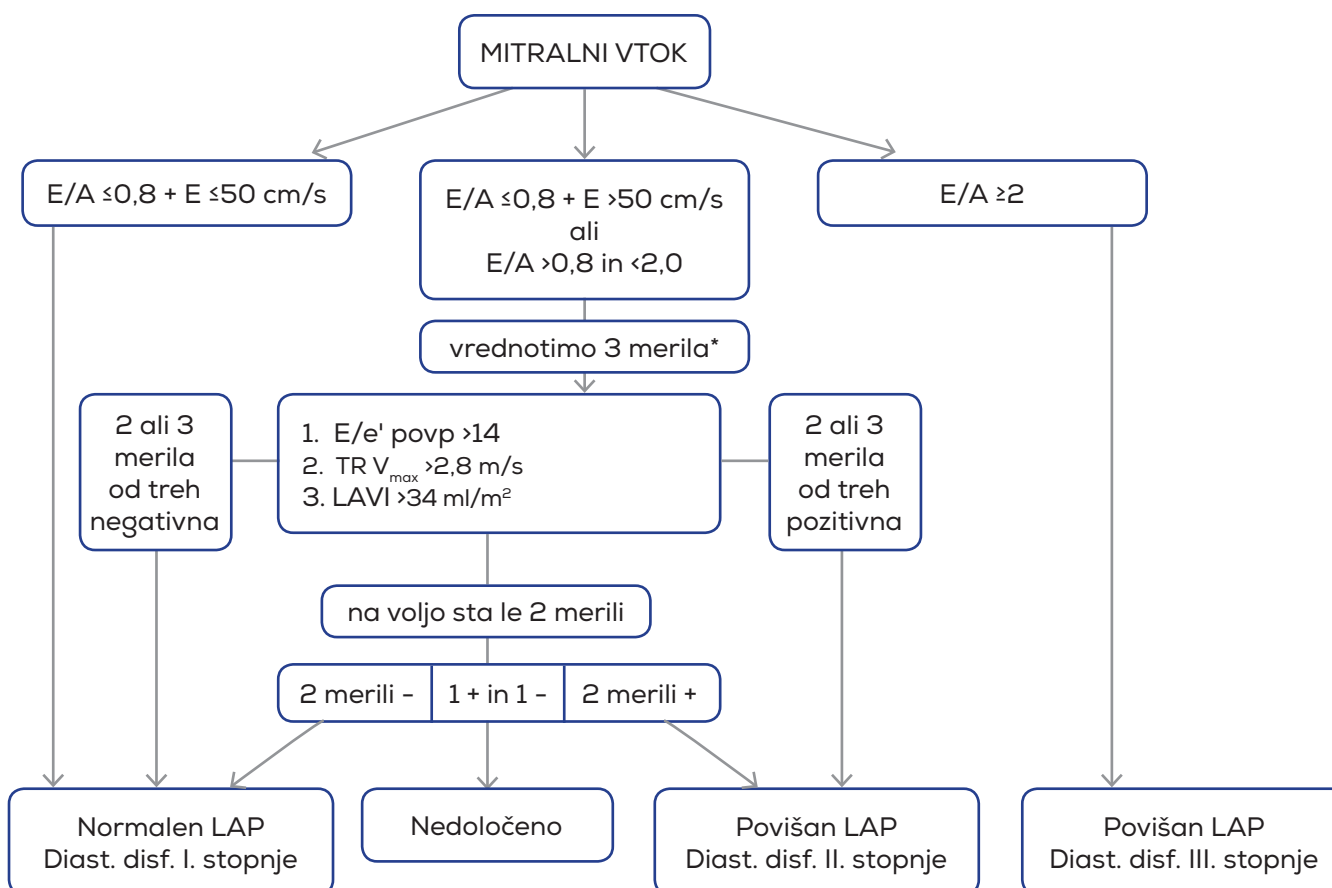 MITRALNI VTOK
E/A ≤0,8 + E ≤50 cm/s
E/A ≤0,8 + E >50 cm/s
ali
E/A >0,8 in <2,0
E/A ≥2
vrednotimo 3 merila*
2 ali 3
merila
od treh
negativna
1. E/e' povp >14
2. TR Vmax >2,8 m/s
3. LAVI >34 ml/m²
2 ali 3
merila
od treh
pozitivna
na voljo sta le 2 merili
2 merili -
1 + in 1 -
2 merili +
Normalen LAP
Diast. disf. I. stopnje
Nedoločeno
Povišan LAP
Diast. disf. II. stopnje
Povišan LAP
Diast. disf. III. stopnje